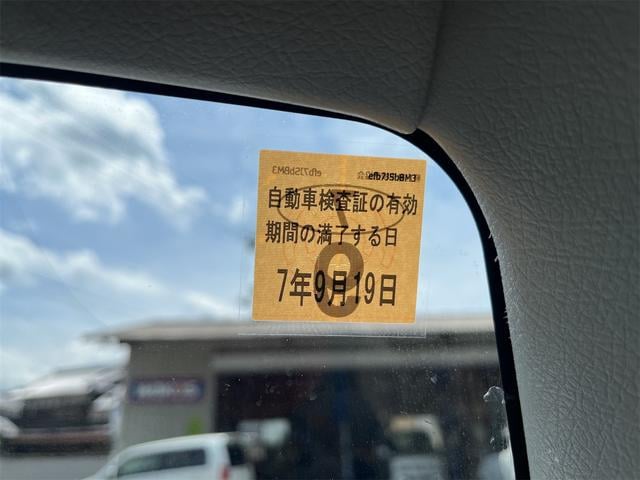 efb7JSbBM3
自動車検査証の有効
期間の満了する日
7年9月19日